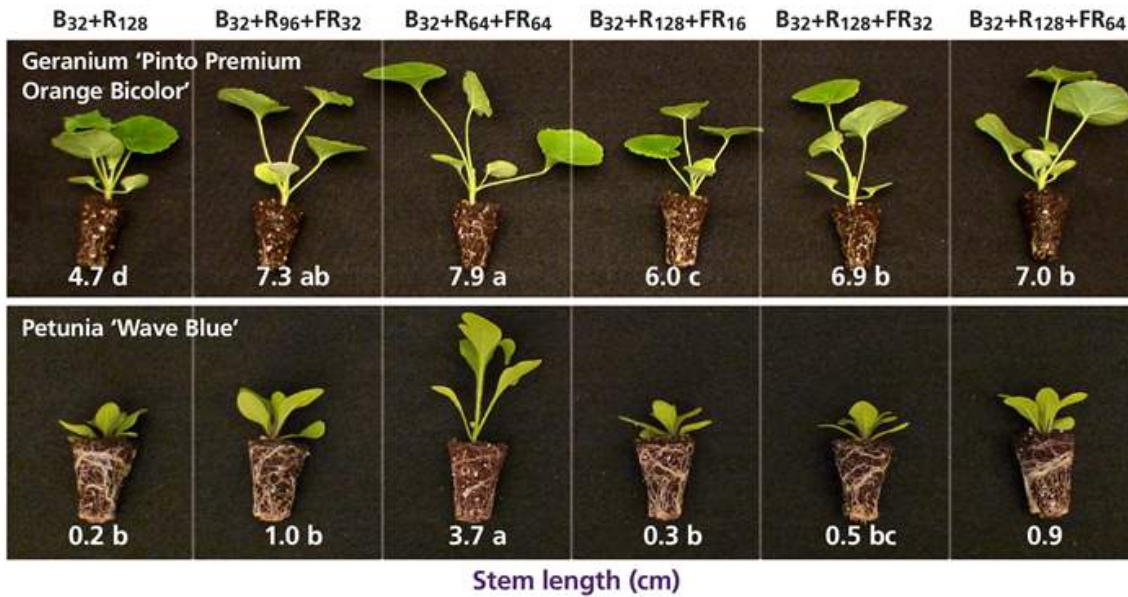 B32+R128 B32+R96+FR32 B32+R64+FR64 B32+R128+FR16 B32+R128+FR32 B32+R128+FR64
Geranium ‘Pinto Premium
Orange Bicolor’
4.7 d 7.3 ab 7.9 a 6.0 c 6.9 b 7.0 b
Petunia ‘Wave Blue’
0.2 b 1.0 b 3.7 a 0.3 b 0.5 bc 0.9
Stem length (cm)